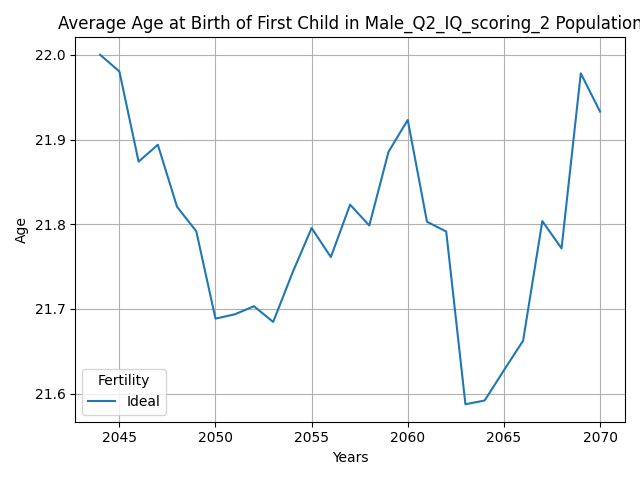 Average Age at Birth of First Child in Male_Q2_IQ_scoring_2 Population
22.0
21.9
21.8
21.7
21.6
Age
Fertility
Ideal
2045 2050 2055 2060 2065 2070
Years